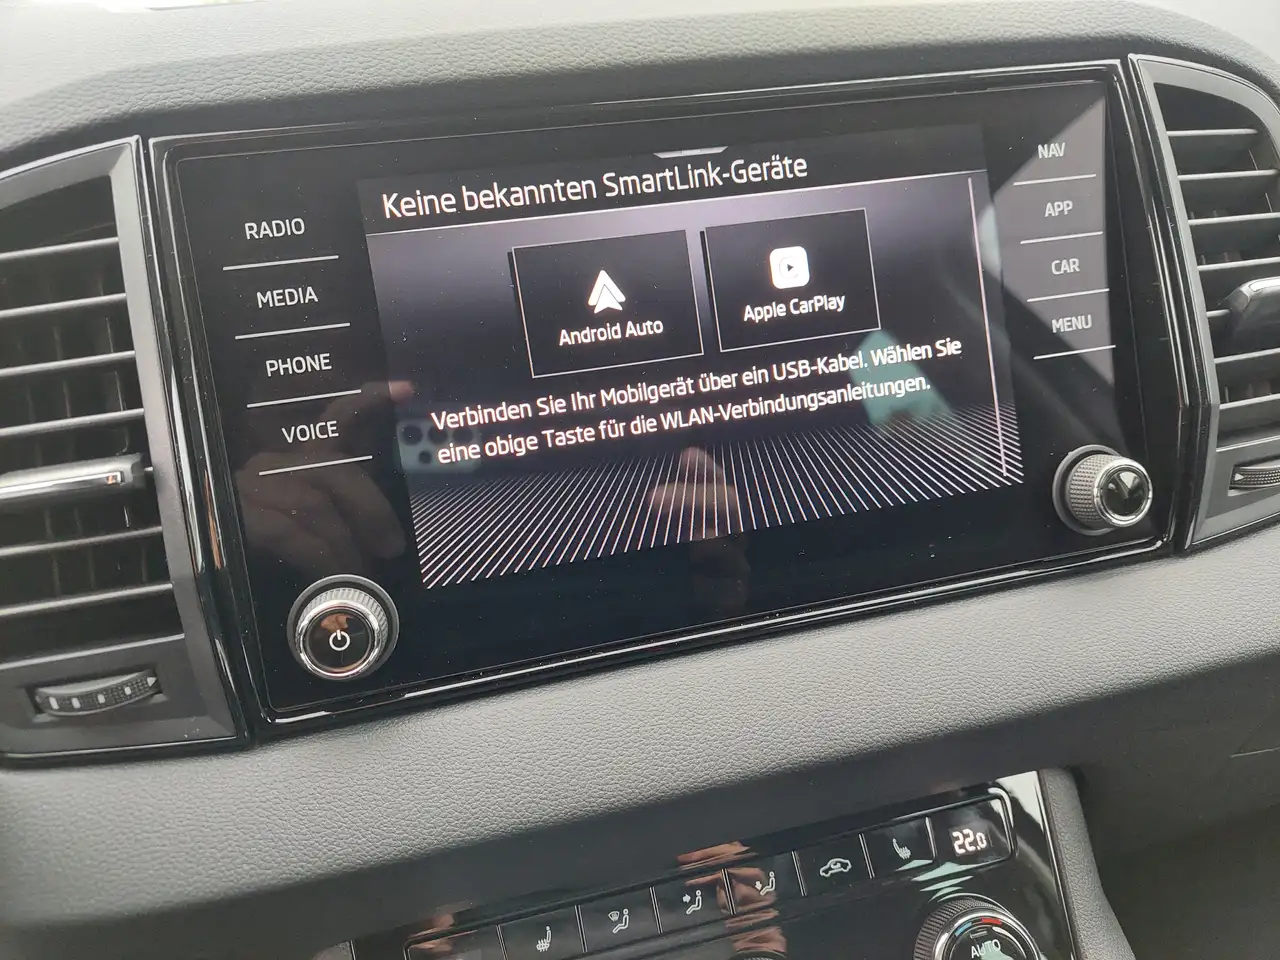 Keine bekannten SmartLink-Geräte
RADIO
MEDIA
PHONE
VOICE
Android Auto
Apple CarPlay
Verbinden Sie Ihr Mobilgerät über ein USB-Kabel. Wählen Sie
eine obige Taste für die WLAN-Verbindungsanleitungen.
NAV
APP
CAR
MENU
22.0
AUTO